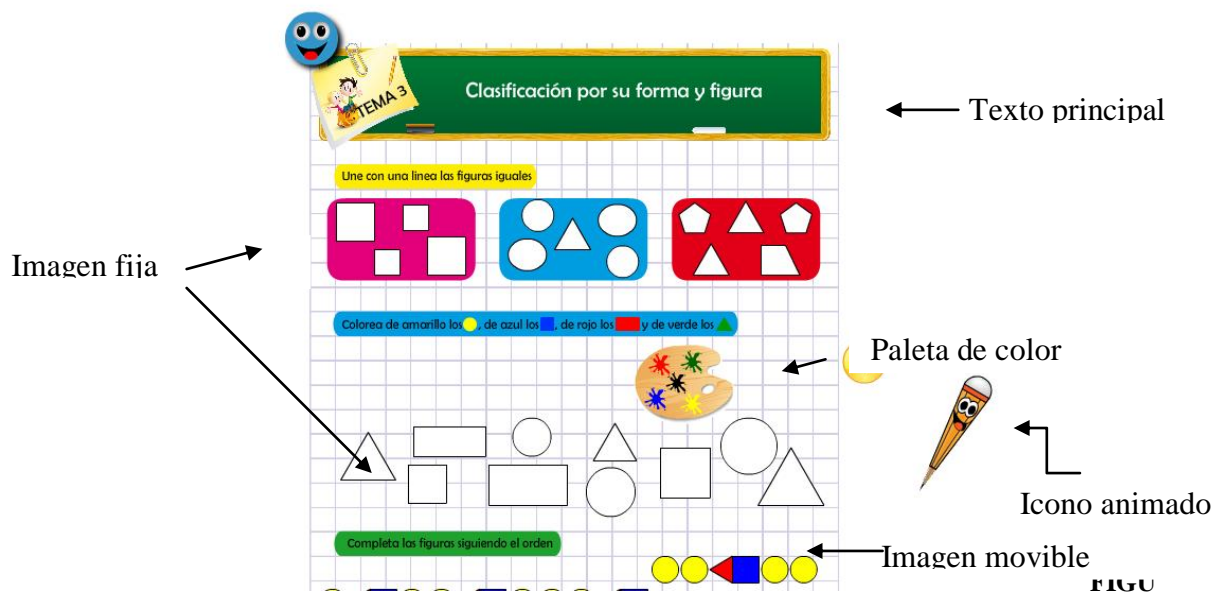 TEMA 3
Clasificación por su forma y figura
Texto principal
Une con una linea las figuras iguales
Imagen fija
Colorea de amarillo los , de azul los , de rojo los y de verde los
Paleta de color
Icono animado
Completa las figuras siguiendo el orden
Imagen movible
FIGU